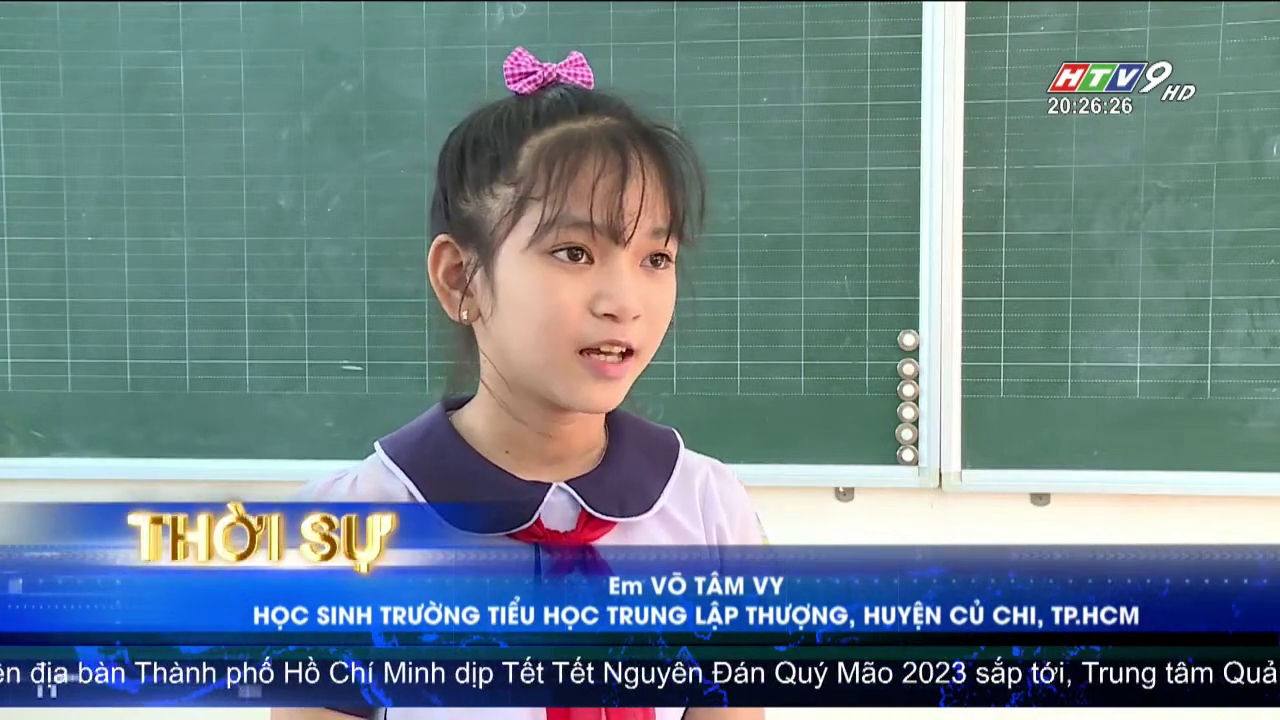 HTV9 HD
20:26:26
THỜI SỰ
Em VÕ TÂM VY
HỌC SINH TRƯỜNG TIỂU HỌC TRUNG LẬP THƯỢNG, HUYỆN CỦ CHI, TP.HCM
địa bàn Thành phố Hồ Chí Minh dịp Tết Tết Nguyên Đán Quý Mão 2023 sắp tới, Trung tâm